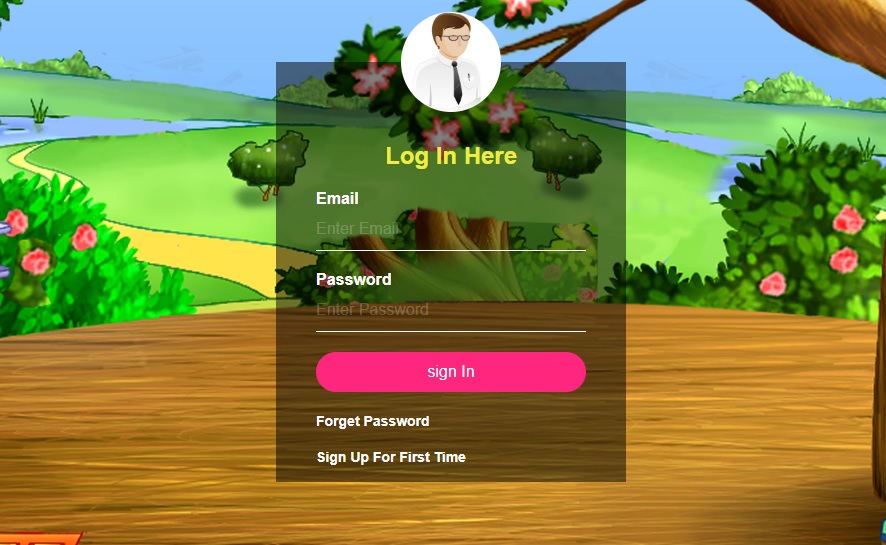 Log In Here
Email
Enter Email
Password
Enter Password
sign In
Forget Password
Sign Up For First Time